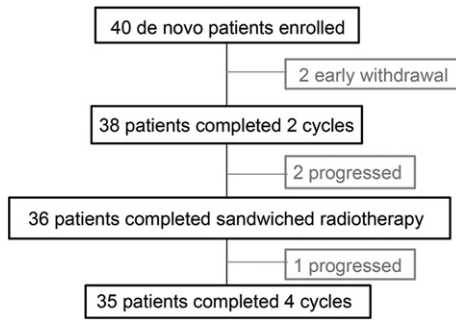 40 de novo patients enrolled
2 early withdrawal
38 patients completed 2 cycles
2 progressed
36 patients completed sandwiched radiotherapy
1 progressed
35 patients completed 4 cycles